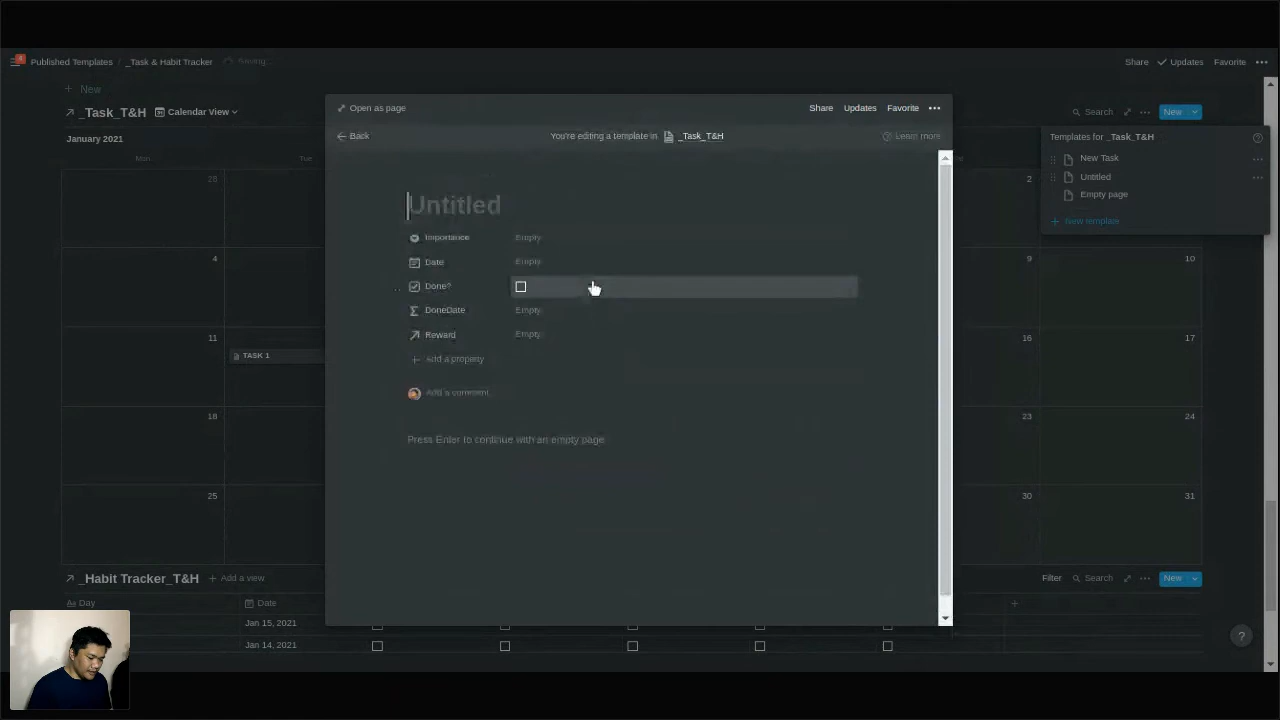 Published Templates / _Task & Habit Tracker Saving...
Share Updates Favorite
New
_Task_T&H Calendar View
Search New
January 2021
Mon Tue
28 2
4 9 10
11 16 17
TASK 1
18 23 24
25 30 31
Open as page
Share Updates Favorite
Back
You're editing a template in _Task_T&H
Learn more
Untitled
Importance Empty
Date Empty
Done?
DoneDate Empty
Reward Empty
Add a property
Add a comment...
Press Enter to continue with an empty page
Templates for _Task_T&H
New Task
Untitled
Empty page
New template
_Habit Tracker_T&H Add a view
Filter Search New
Aa Day Date
Jan 15, 2021
Jan 14, 2021
?